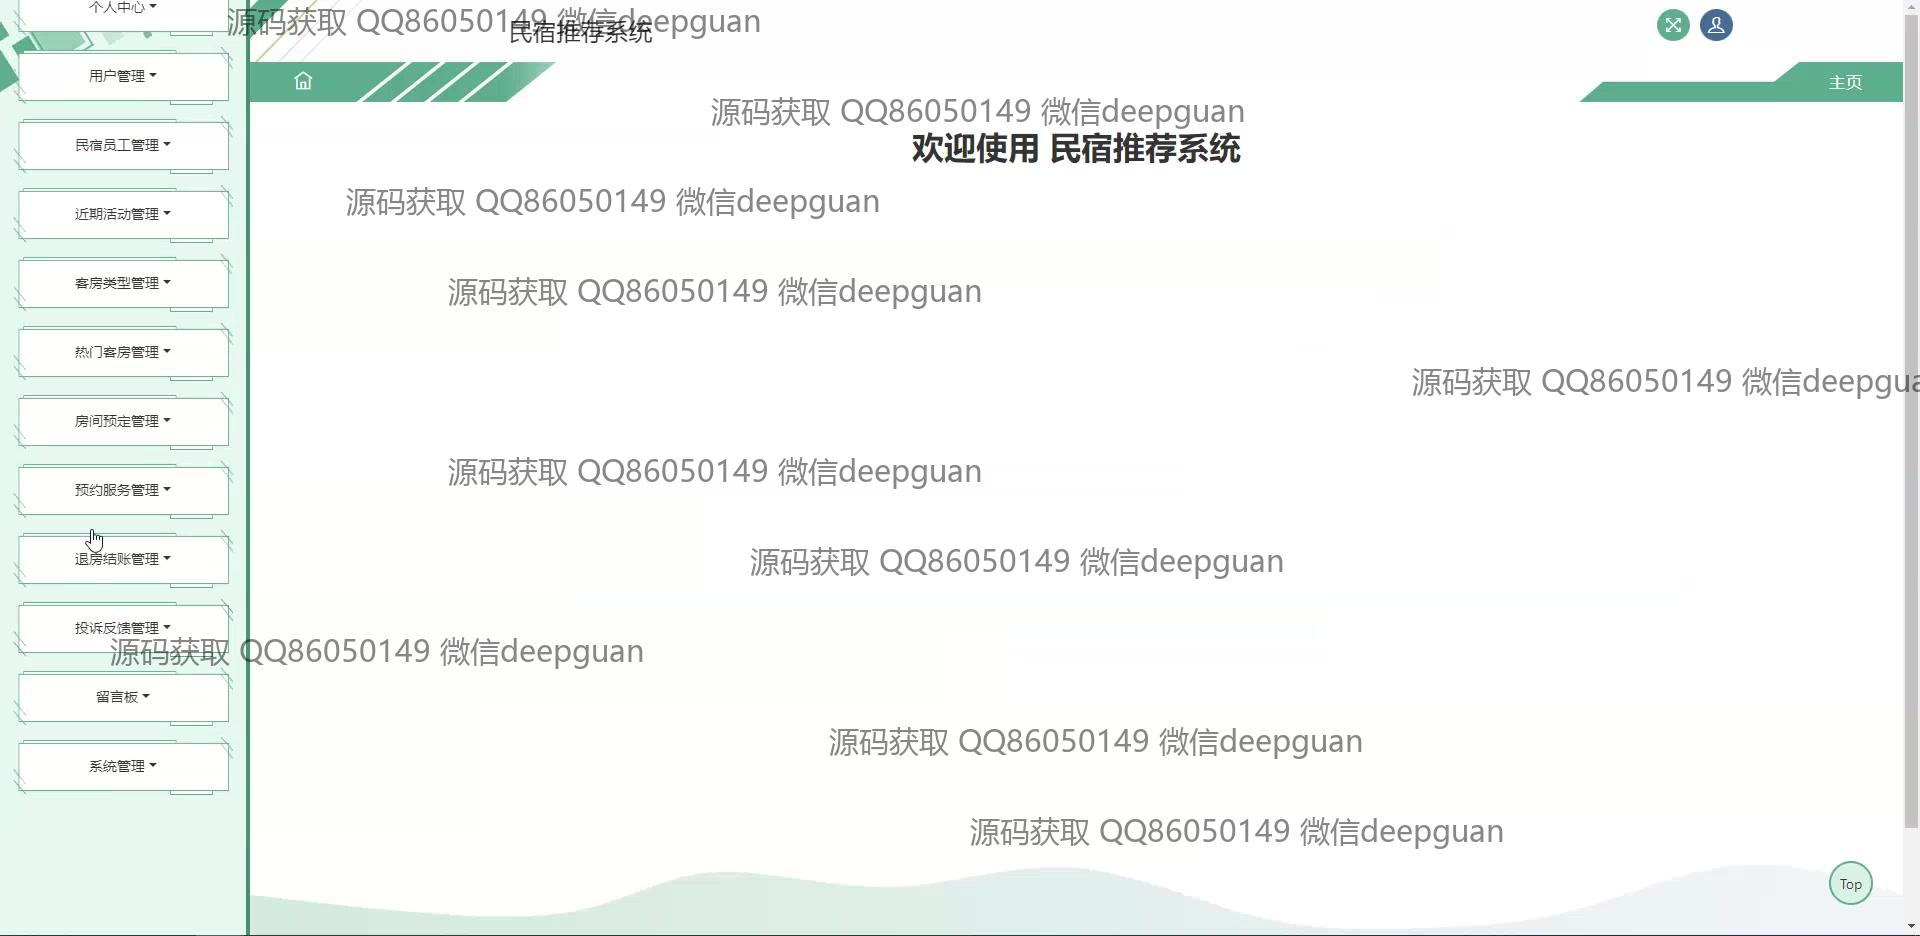 个人中心
源码获取 QQ86050149 微信deepguan
民宿推荐系统
用户管理
主页
源码获取 QQ86050149 微信deepguan
欢迎使用 民宿推荐系统
民宿员工管理
源码获取 QQ86050149 微信deepguan
近期活动管理
客房类型管理
源码获取 QQ86050149 微信deepguan
热门客房管理
源码获取 QQ86050149 微信deepgua
房间预定管理
源码获取 QQ86050149 微信deepguan
预约服务管理
退房结账管理
源码获取 QQ86050149 微信deepguan
投诉反馈管理
源码获取 QQ86050149 微信deepguan
留言板
源码获取 QQ86050149 微信deepguan
系统管理
源码获取 QQ86050149 微信deepguan
Top